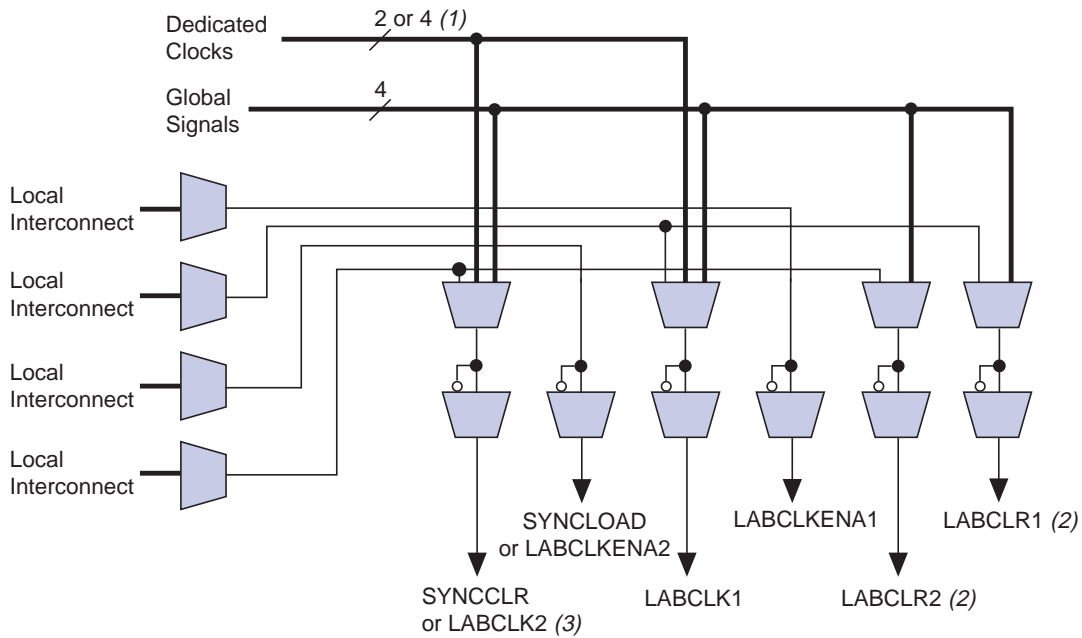 Dedicated
Clocks
2 or 4 (1)
Global
Signals
4
Local
Interconnect
Local
Interconnect
Local
Interconnect
Local
Interconnect
SYNCLOAD
or LABCLKENA2
LABCLKENA1
LABCLR1 (2)
SYNCCLR
or LABCLK2 (3)
LABCLK1
LABCLR2 (2)